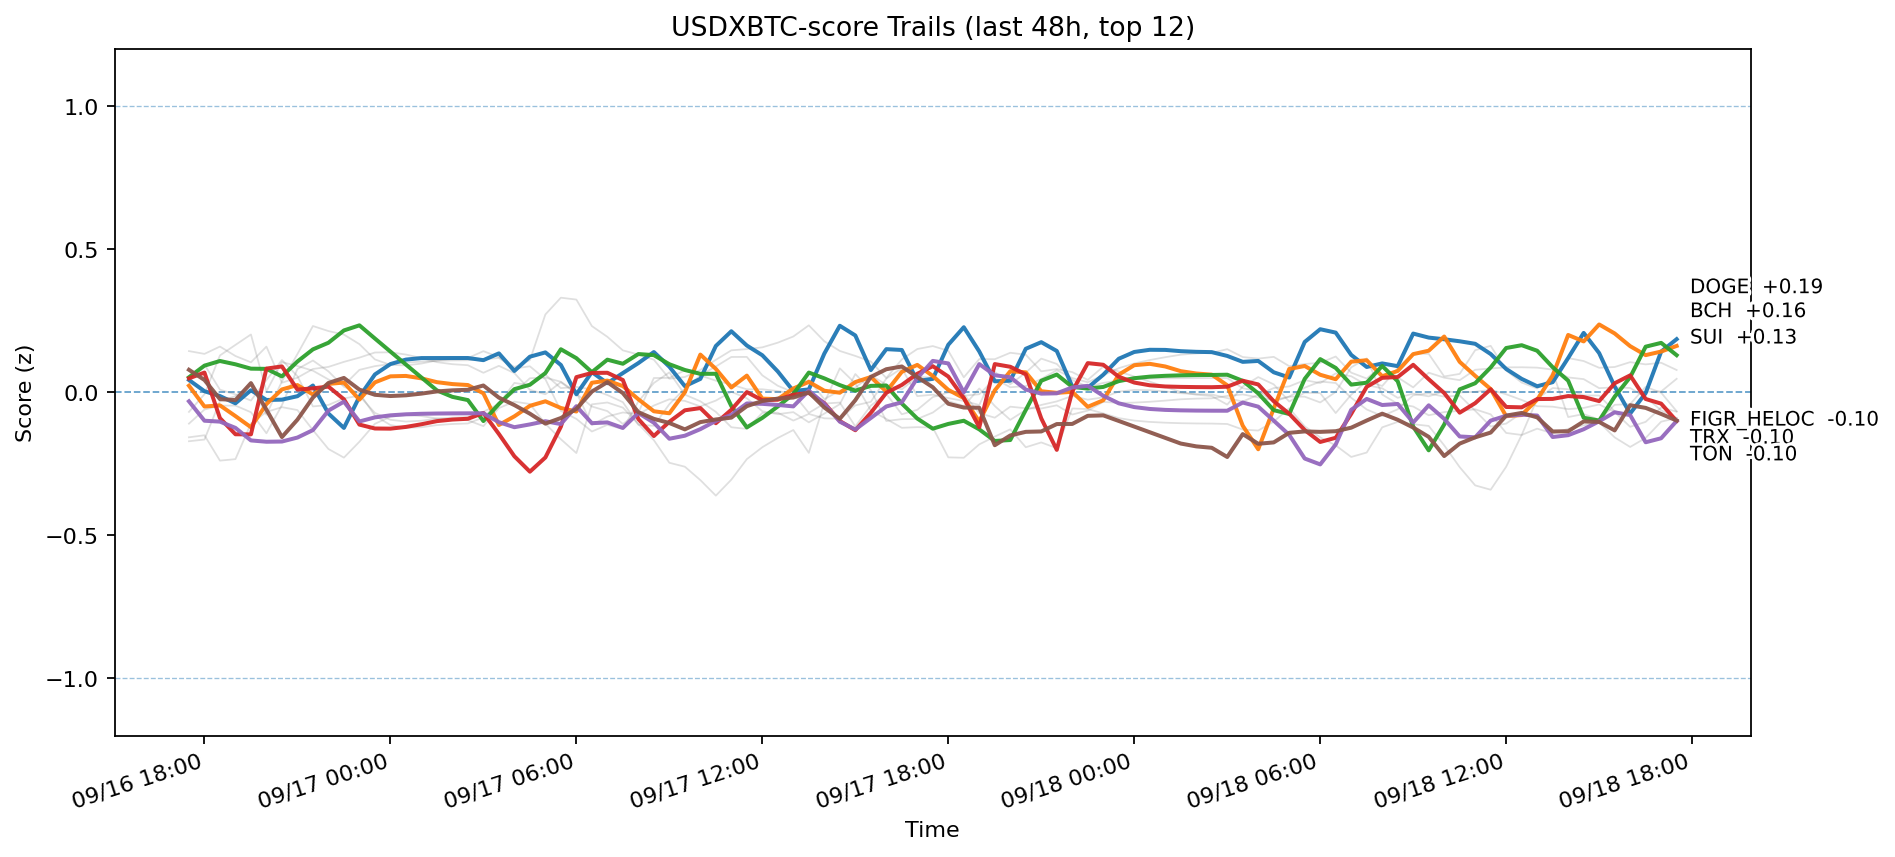 USDXBTC-score Trails (last 48h, top 12)
Score (z)
1.0
0.5
0.0
−0.5
−1.0
DOGE +0.19
BCH +0.16
SUI +0.13
FIGR_HELOC -0.10
TRX -0.10
TON -0.10
09/16 18:00
09/17 00:00
09/17 06:00
09/17 12:00
09/17 18:00
09/18 00:00
09/18 06:00
09/18 12:00
09/18 18:00
Time